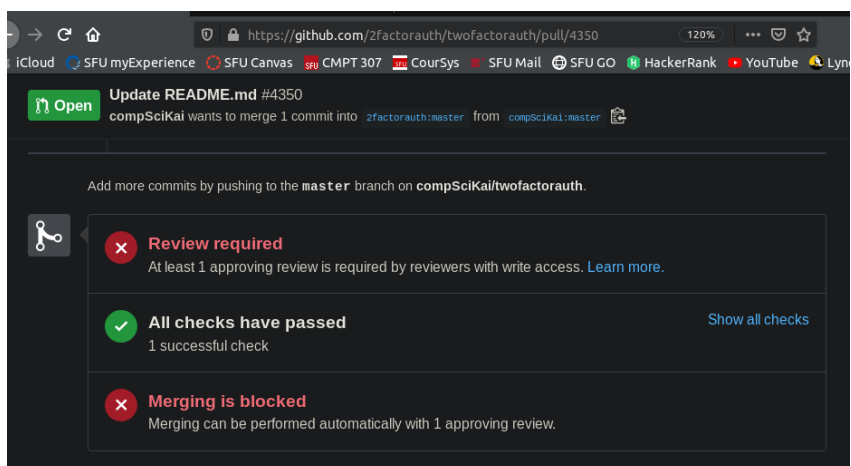 https://github.com/2factorauth/twofactorauth/pull/4350 120%
iCloud SFU myExperience SFU Canvas SFU CMPT 307 SFU CourSys SFU Mail SFU GO HackerRank YouTube Lyn
Open
Update README.md #4350
compSciKai wants to merge 1 commit into 2factorauth:master from compSciKai:master
Add more commits by pushing to the master branch on compSciKai/twofactorauth.
Review required
At least 1 approving review is required by reviewers with write access. Learn more.
All checks have passed
Show all checks
1 successful check
Merging is blocked
Merging can be performed automatically with 1 approving review.